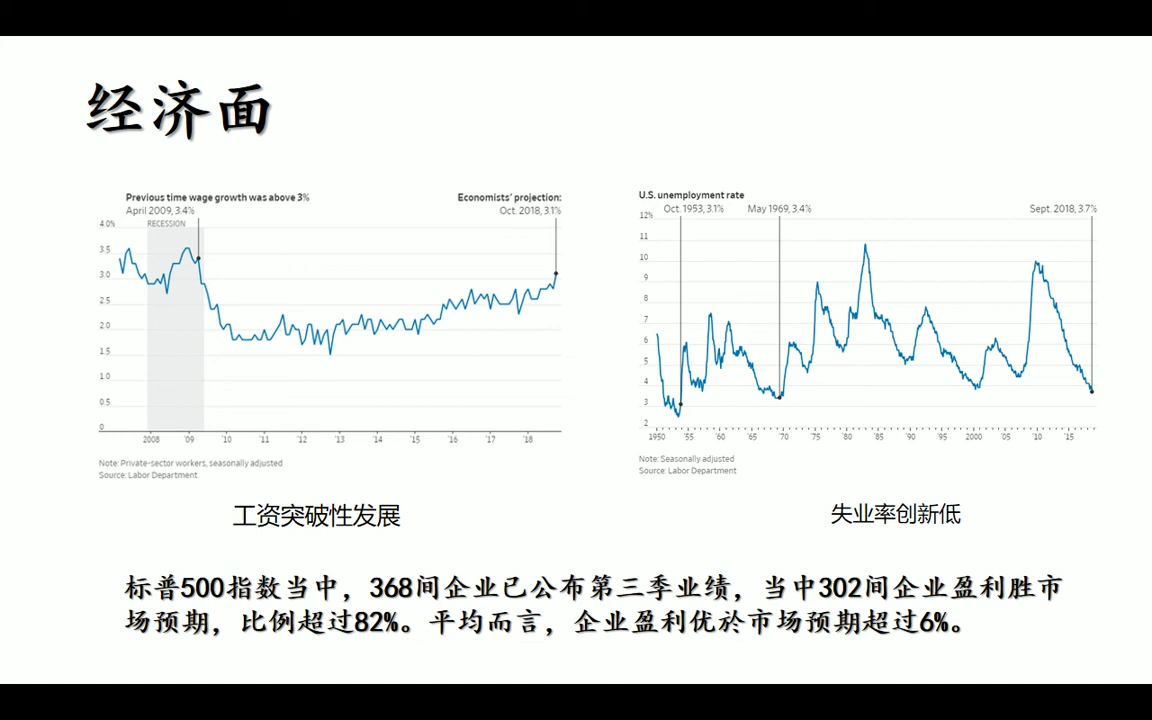 经济面
Previous time wage growth was above 3%
April 2009, 3.4%
Economists' projection:
Oct. 2018, 3.1%
RECESSION
4.0%
3.5
3.0
2.5
2.0
1.5
1.0
0.5
0
2008 '09 '10 '11 '12 '13 '14 '15 '16 '17 '18
Note: Private-sector workers, seasonally adjusted
Source: Labor Department
工资突破性发展
U.S. unemployment rate
Oct. 1953, 3.1% May 1969, 3.4% Sept. 2018, 3.7%
12%
11
10
9
8
7
6
5
4
3
2
1950 '55 '60 '65 '70 '75 '80 '85 '90 '95 2000 '05 '10 '15
Note: Seasonally adjusted
Source: Labor Department
失业率创新低
标普500指数当中，368间企业已公布第三季业绩，当中302间企业盈利胜市
场预期，比例超过82%。平均而言，企业盈利优於市场预期超过6%。